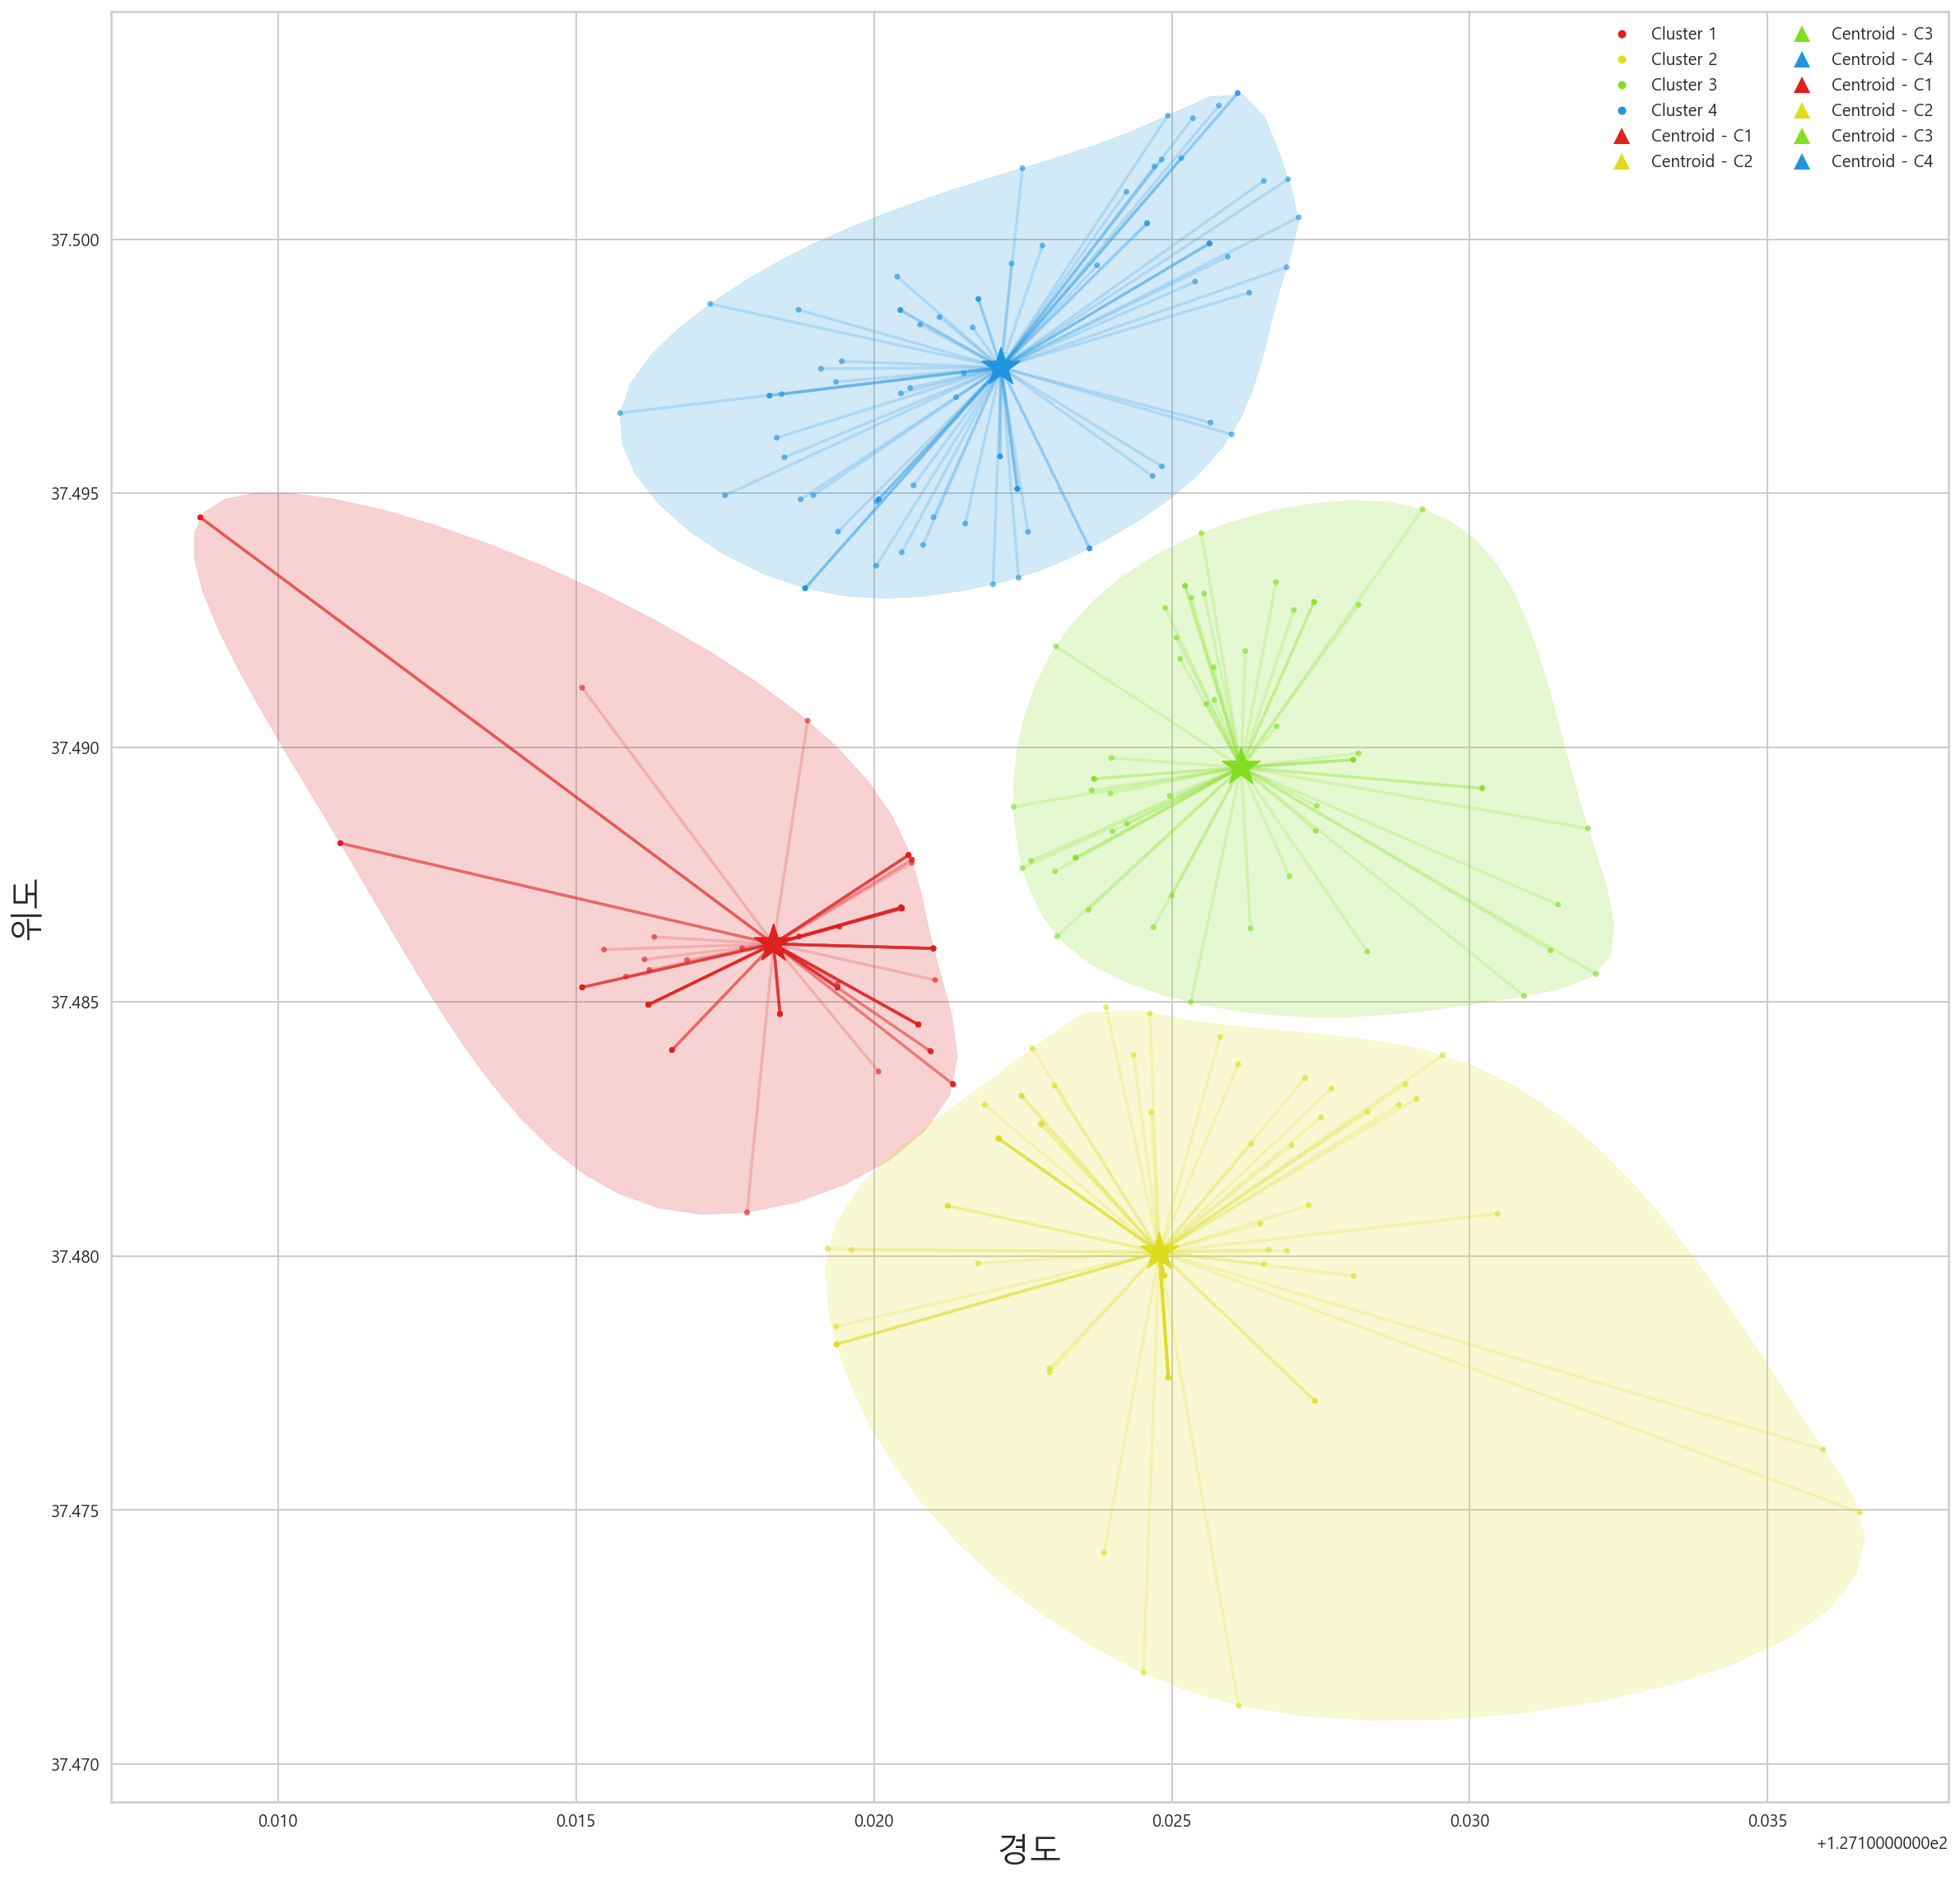 Cluster 1
Cluster 2
Cluster 3
Cluster 4
Centroid - C1
Centroid - C2
Centroid - C3
Centroid - C4
Centroid - C1
Centroid - C2
Centroid - C3
Centroid - C4
37.500
37.495
37.490
37.485
37.480
37.475
37.470
위도
0.010 0.015 0.020 0.025 0.030 0.035
경도
+1.2710000000e2